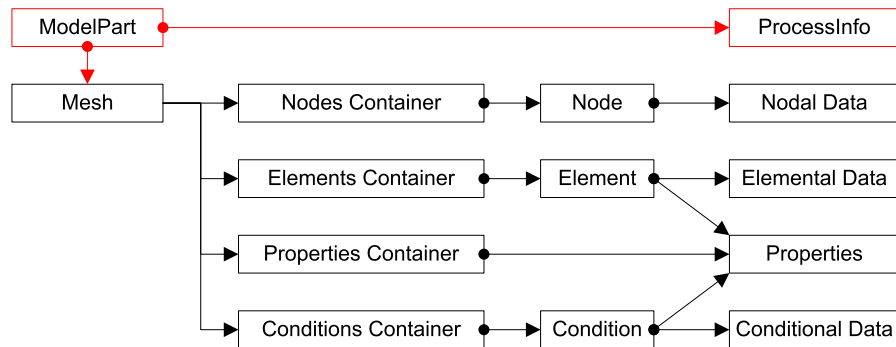 ModelPart
ProcessInfo
Mesh
Nodes Container
Node
Nodal Data
Elements Container
Element
Elemental Data
Properties Container
Properties
Conditions Container
Condition
Conditional Data